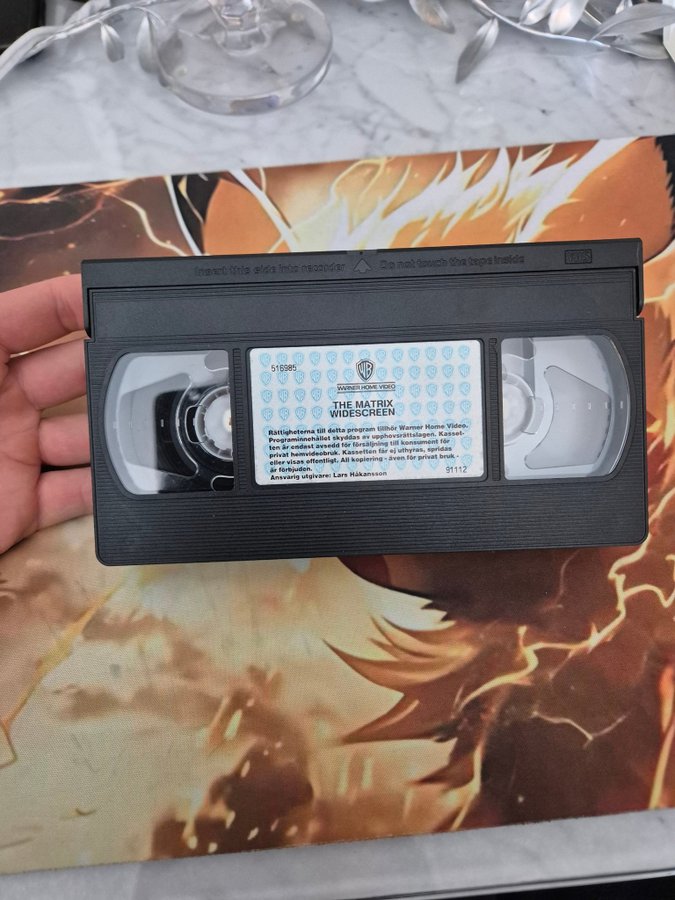 Insert this side into recorder Do not touch the tape inside VHS
516985
WB
WARNER HOME VIDEO
THE MATRIX
WIDESCREEN
Rättigheterna till detta program tillhör Warner Home Video.
Programinnehållet skyddas av upphovsrättslagen. Kasset-
ten är endast avsedd för försäljning till konsument för
privat hemvideobruk. Kassetten får ej uthyras, spridas
eller visas offentligt. All kopiering - även för privat bruk -
är förbjuden.
Ansvarig utgivare: Lars Håkansson
91112